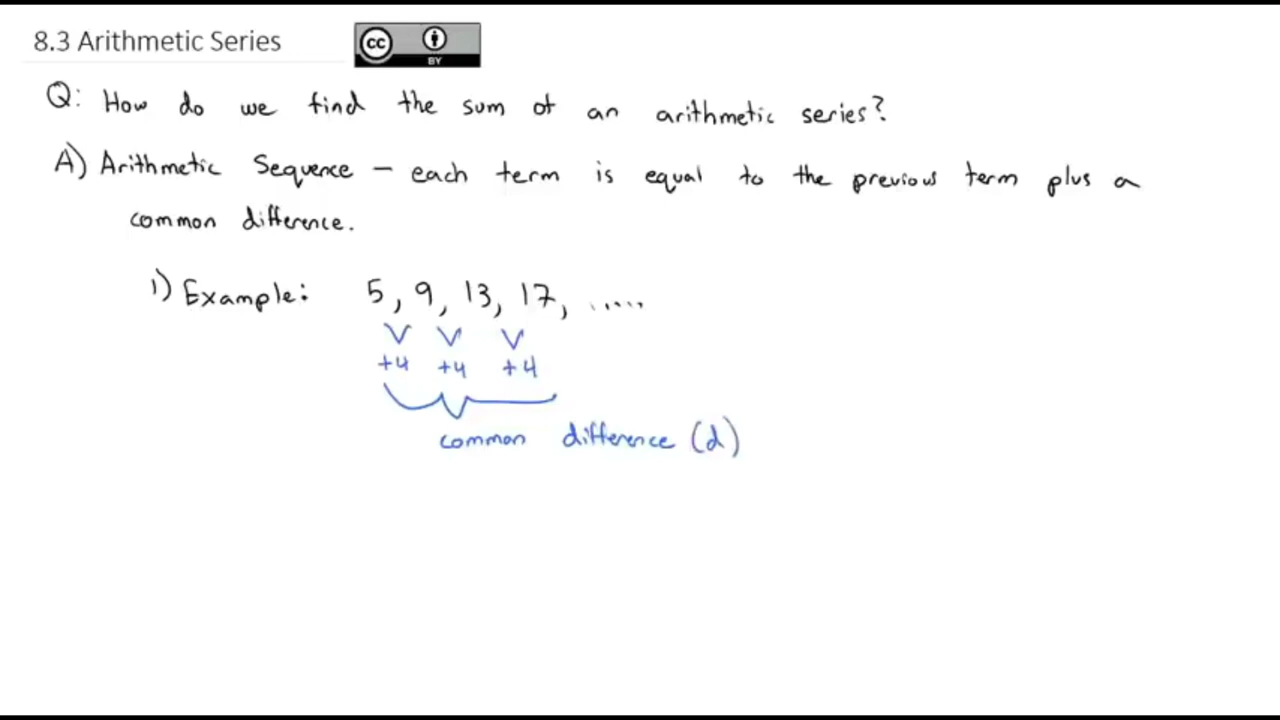 8.3 Arithmetic Series
cc BY
Q: How do we find the sum of an arithmetic series?
A) Arithmetic Sequence – each term is equal to the previous term plus a
common difference.
1) Example: 5, 9, 13, 17, .....
+4 +4 +4
common difference (d)